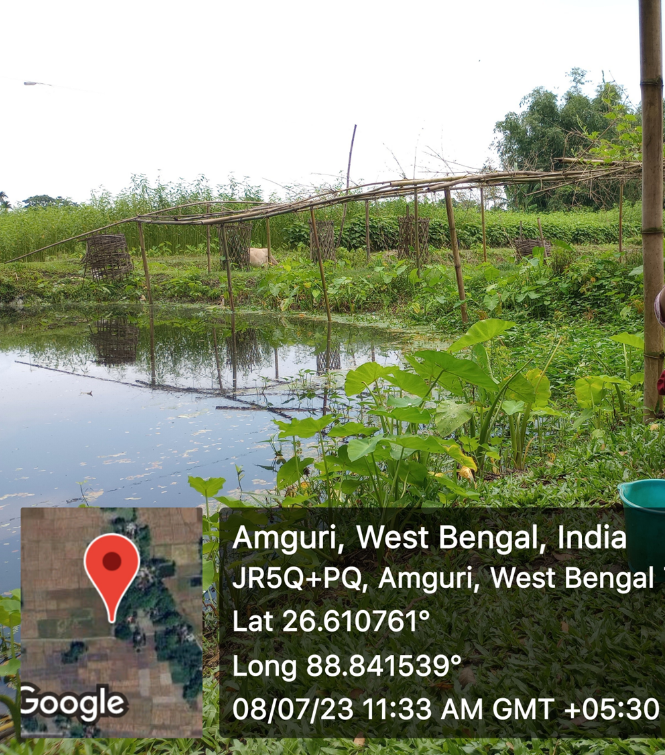 Amguri, West Bengal, India
JR5Q+PQ, Amguri, West Bengal
Lat 26.610761°
Long 88.841539°
Google
08/07/23 11:33 AM GMT +05:30